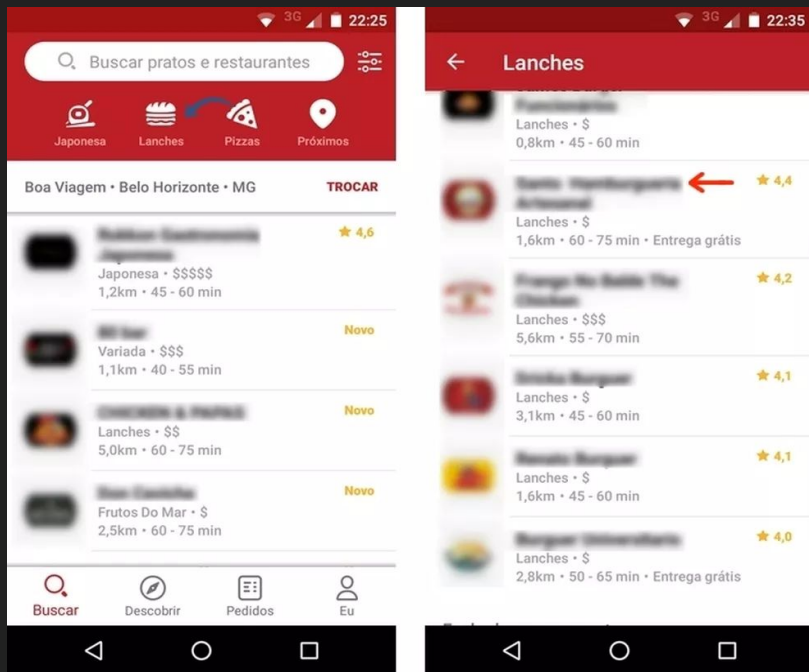 3G 22:25
Buscar pratos e restaurantes
Japonesa Lanches Pizzas Próximos
Boa Viagem • Belo Horizonte • MG TROCAR
4,6
Japonesa • $$$$$
1,2km • 45 - 60 min
Novo
Variada • $$$
1,1km • 40 - 55 min
Novo
Lanches • $$
5,0km • 60 - 75 min
Novo
Frutos Do Mar • $
2,5km • 60 - 75 min
Buscar Descobrir Pedidos Eu
3G 22:35
Lanches
Lanches • $
0,8km • 45 - 60 min
4,4
Lanches • $
1,6km • 60 - 75 min • Entrega grátis
4,2
Lanches • $$$
5,6km • 55 - 70 min
4,1
Lanches • $
3,1km • 45 - 60 min
4,1
Lanches • $
1,6km • 45 - 60 min
4,0
Lanches • $
2,8km • 50 - 65 min • Entrega grátis